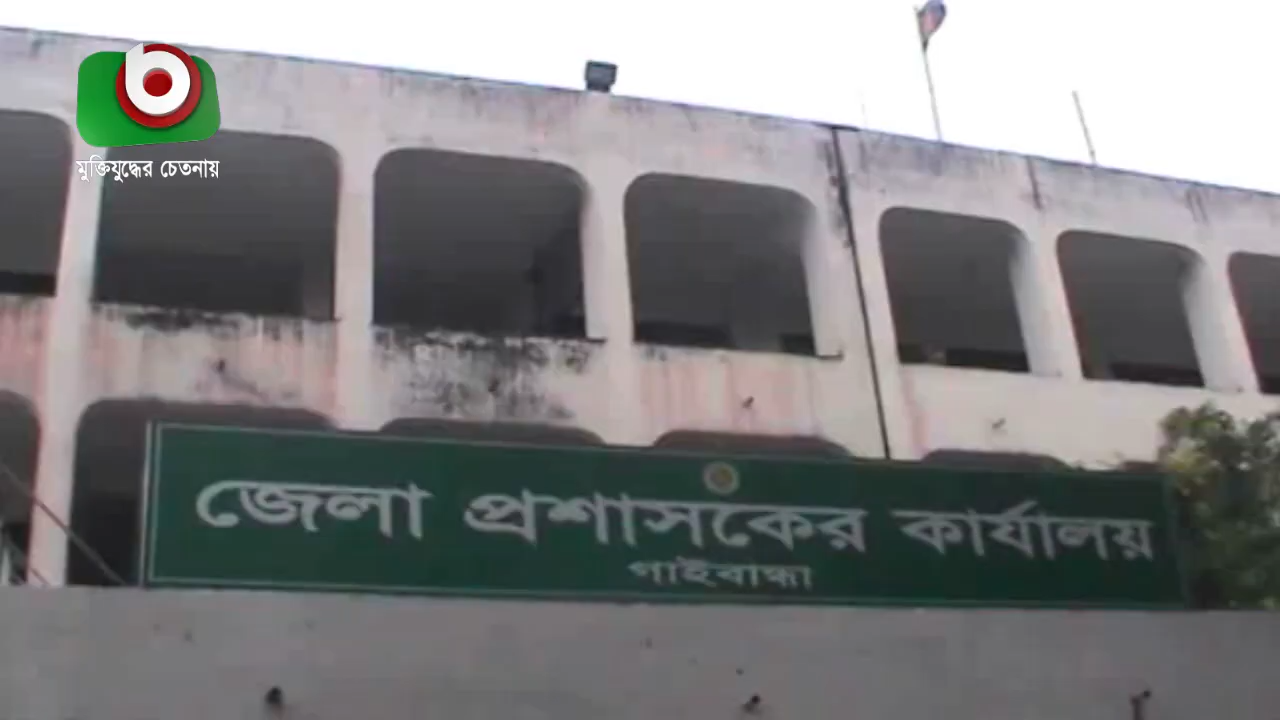 মুক্তিযুদ্ধের চেতনায়
জেলা প্রশাসকের কার্যালয়
গাইবান্ধা